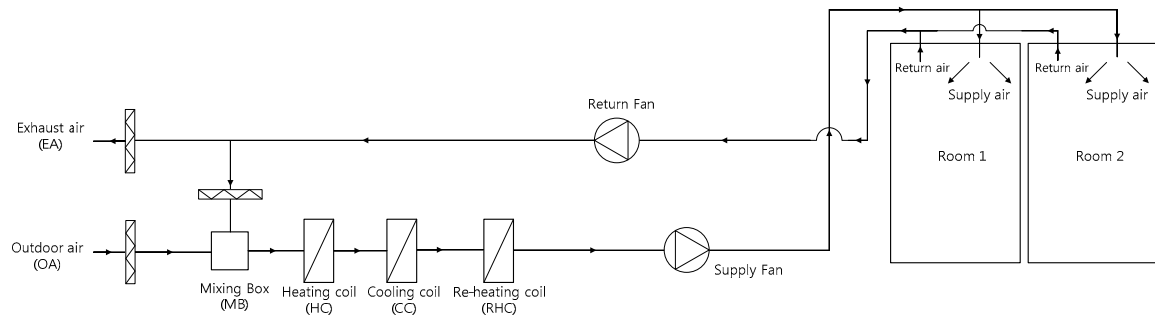 Return air
Supply air
Return air
Supply air
Return Fan
Exhaust air
(EA)
Room 1
Room 2
Outdoor air
(OA)
Mixing Box
(MB)
Heating coil
(HC)
Cooling coil
(CC)
Re-heating coil
(RHC)
Supply Fan